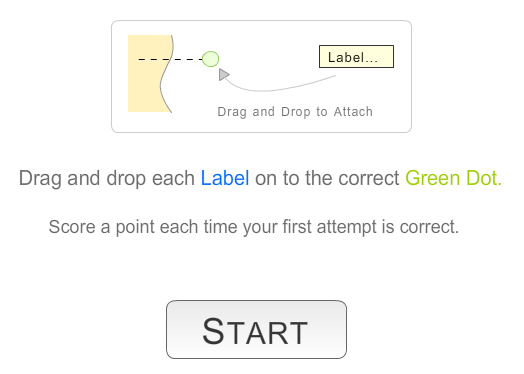 Label...
Drag and Drop to Attach
Drag and drop each Label on to the correct Green Dot.
Score a point each time your first attempt is correct.
START